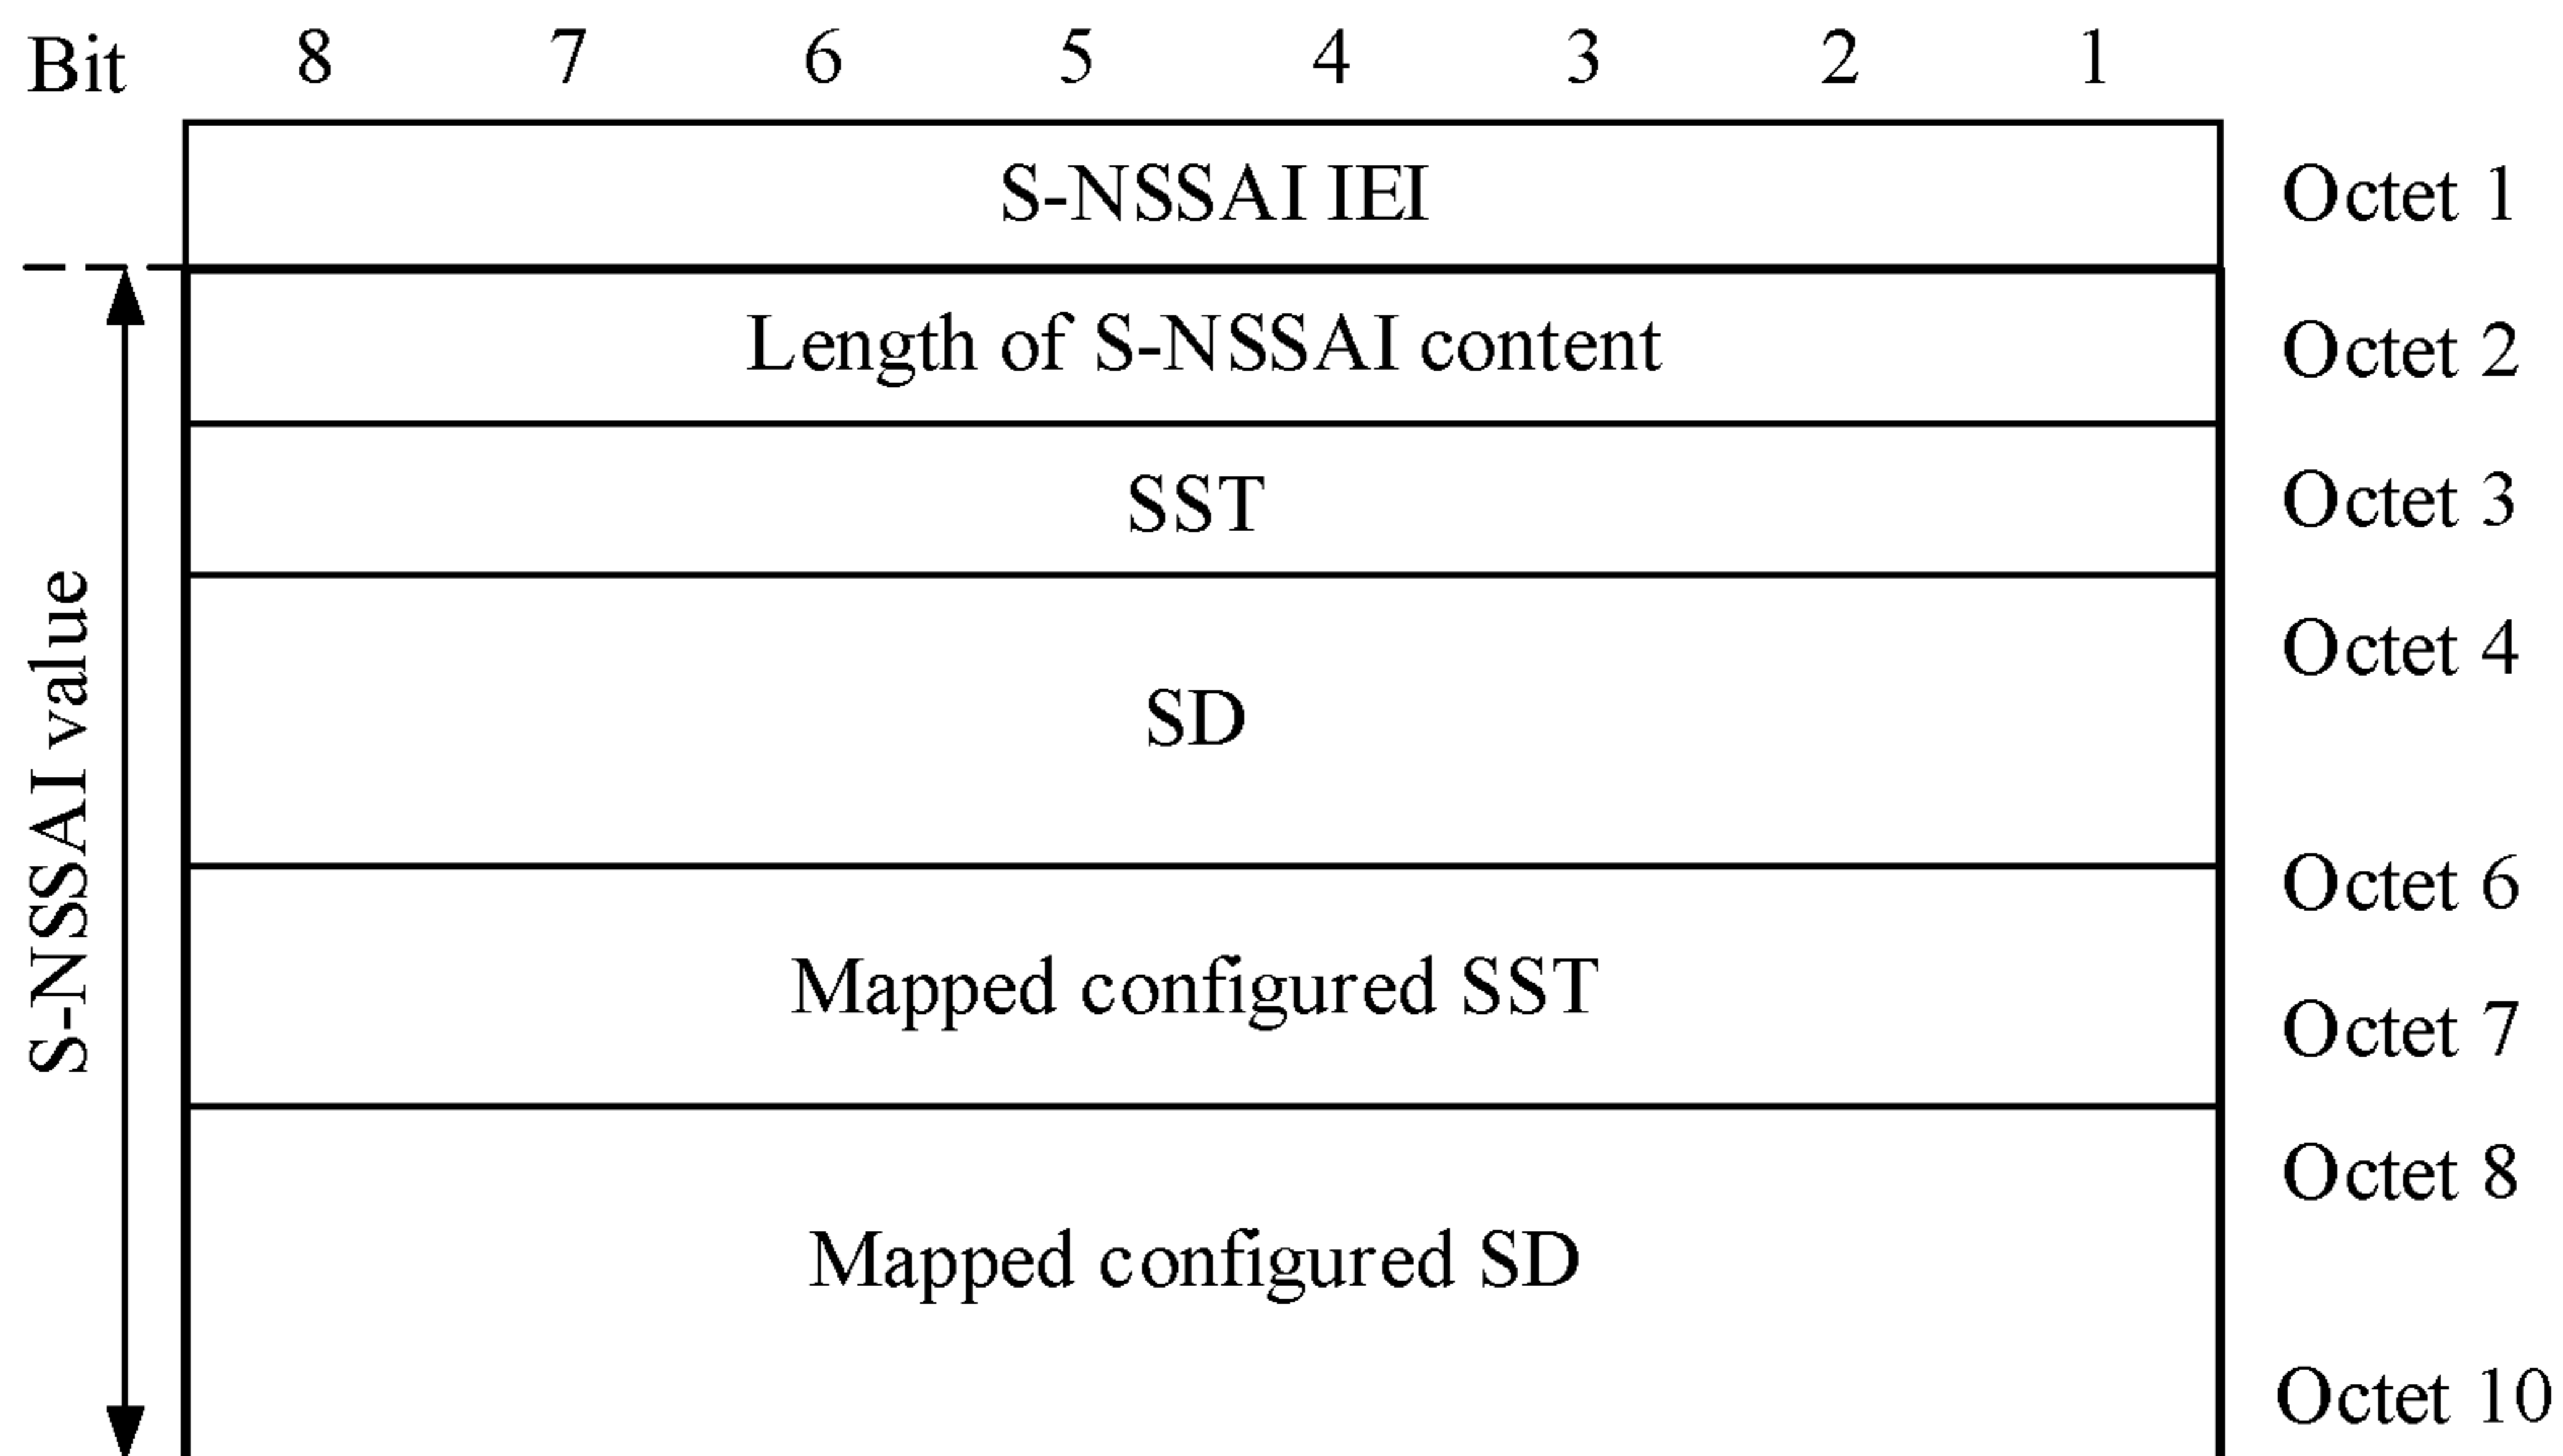 Bit 8 7 6 5 4 3 2 1
S-NSSAI IEI Octet 1
Length of S-NSSAI content Octet 2
SST Octet 3
Octet 4
SD
Octet 6
Mapped configured SST
Octet 7
Octet 8
Mapped configured SD
Octet 10
S-NSSAI value